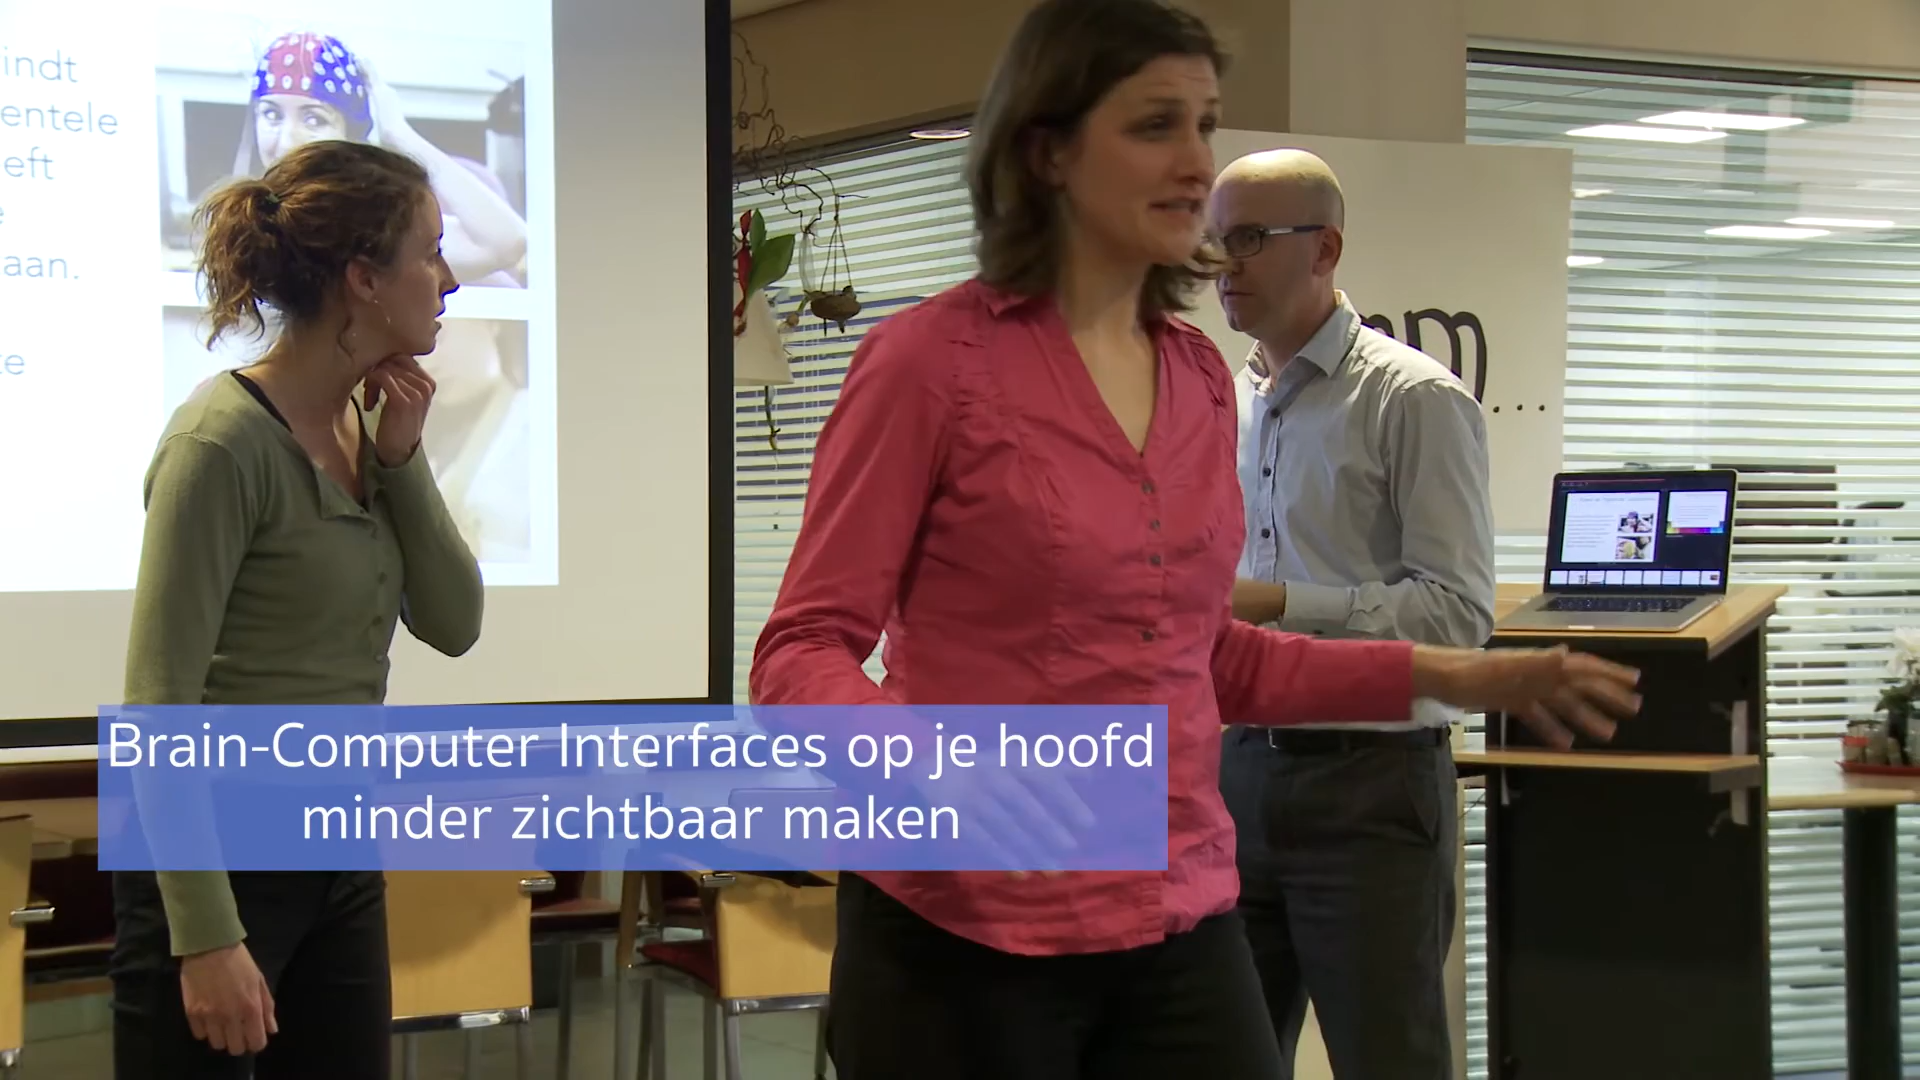 indt
entele
eft
aan.
Brain-Computer Interfaces op je hoofd
minder zichtbaar maken